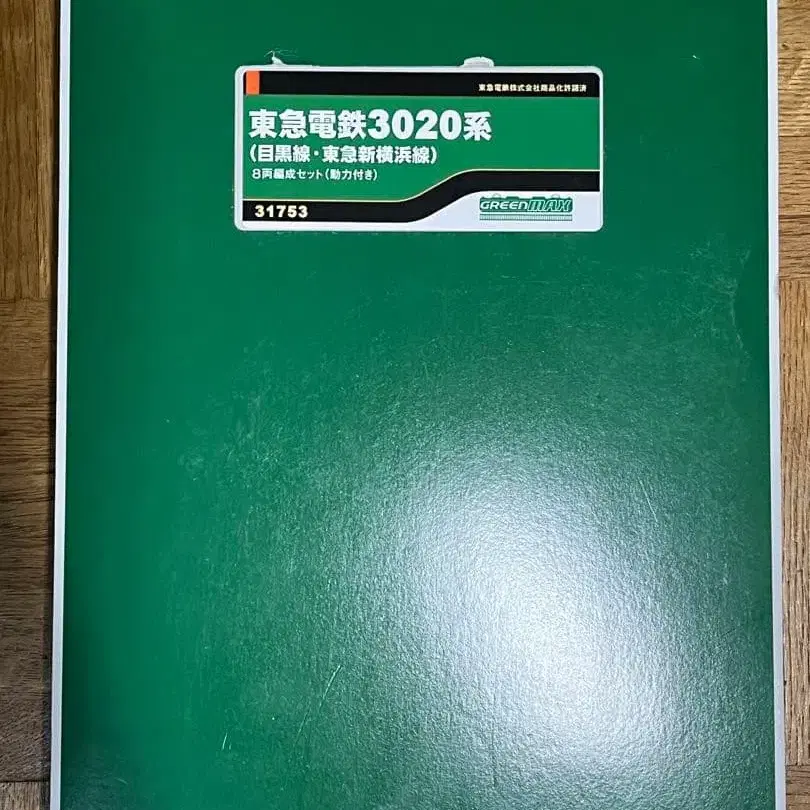 東急電鉄株式会社商品化許諾済
東急電鉄3020系
(目黒線・東急新横浜線)
8両編成セット(動力付き)
31753
GREENMAX